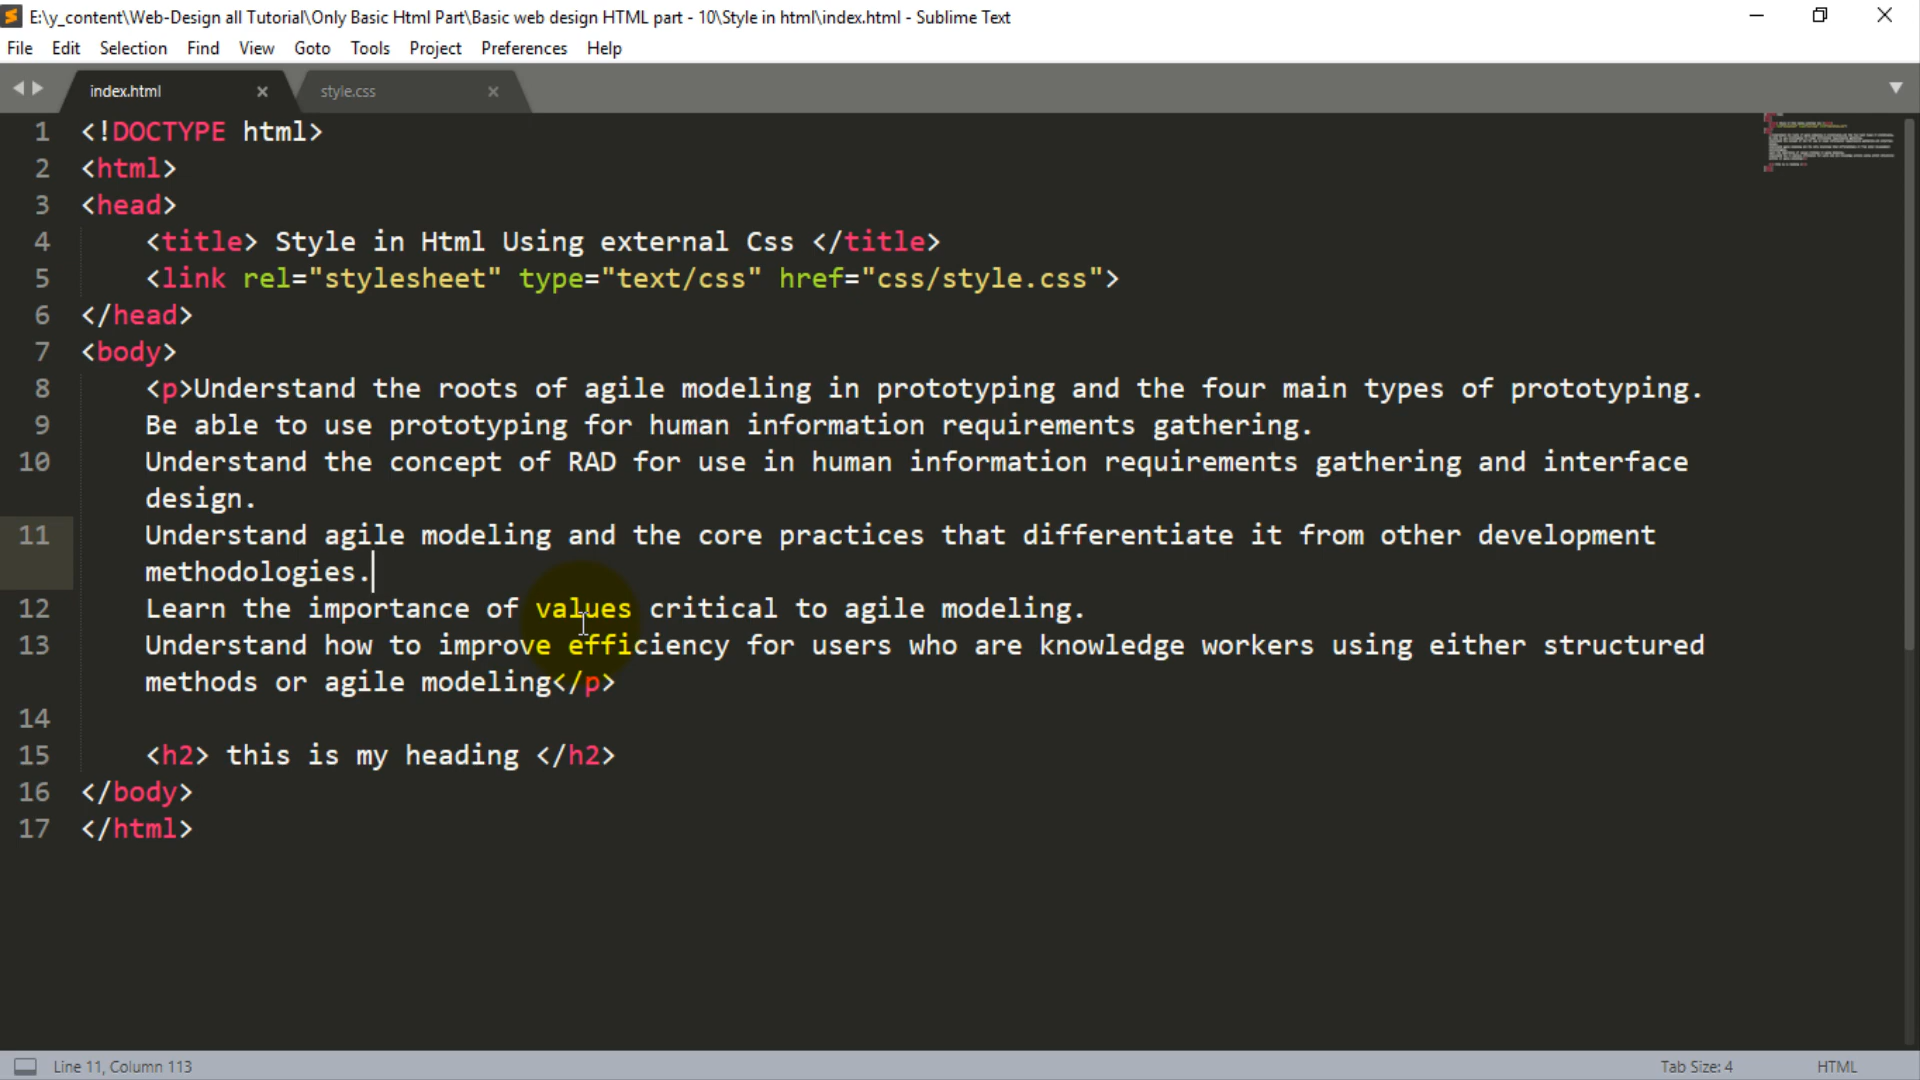 E:\y_content\Web-Design all Tutorial\Only Basic Html Part\Basic web design HTML part - 10\Style in html\index.html - Sublime Text
File Edit Selection Find View Goto Tools Project Preferences Help
index.html × style.css ×
1 <!DOCTYPE html>
2 <html>
3 <head>
4 <title> Style in Html Using external Css </title>
5 <link rel="stylesheet" type="text/css" href="css/style.css">
6 </head>
7 <body>
8 <p>Understand the roots of agile modeling in prototyping and the four main types of prototyping.
9 Be able to use prototyping for human information requirements gathering.
10 Understand the concept of RAD for use in human information requirements gathering and interface
design.
11 Understand agile modeling and the core practices that differentiate it from other development
methodologies.
12 Learn the importance of values critical to agile modeling.
13 Understand how to improve efficiency for users who are knowledge workers using either structured
methods or agile modeling</p>
14
15 <h2> this is my heading </h2>
16 </body>
17 </html>
Line 11, Column 113 Tab Size: 4 HTML